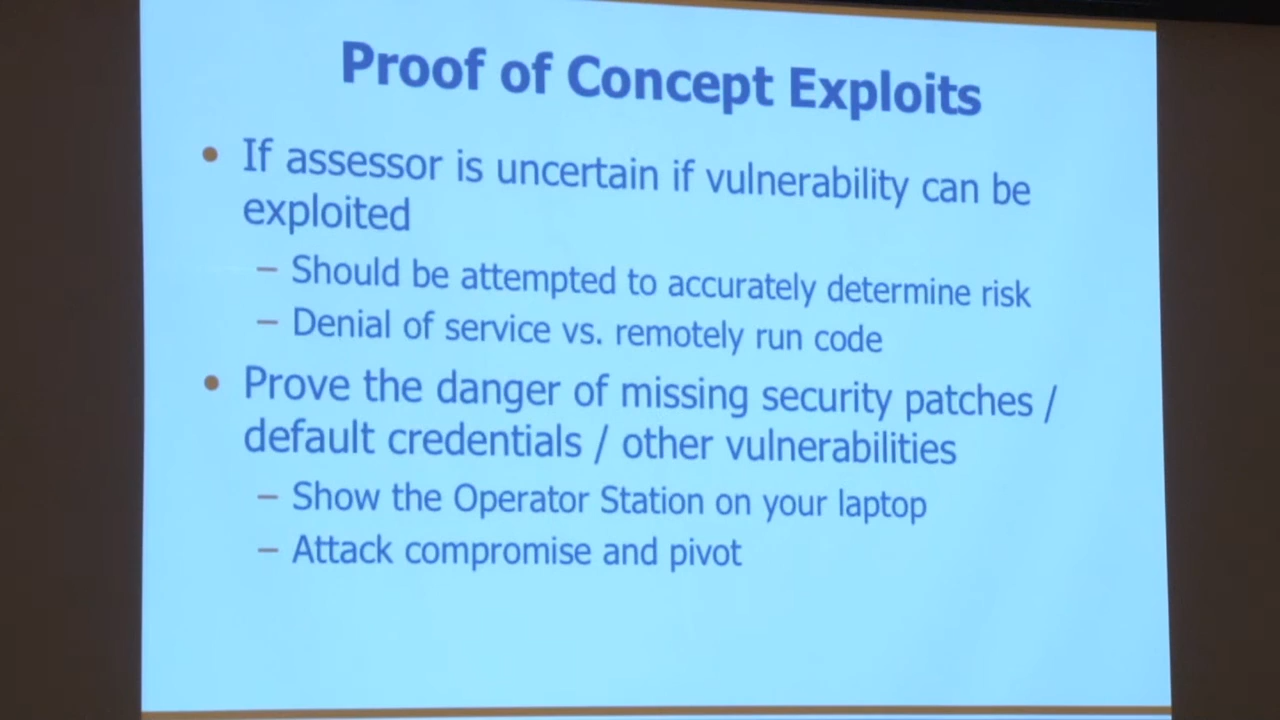 Proof of Concept Exploits
• If assessor is uncertain if vulnerability can be
exploited
– Should be attempted to accurately determine risk
– Denial of service vs. remotely run code
• Prove the danger of missing security patches /
default credentials / other vulnerabilities
– Show the Operator Station on your laptop
– Attack compromise and pivot